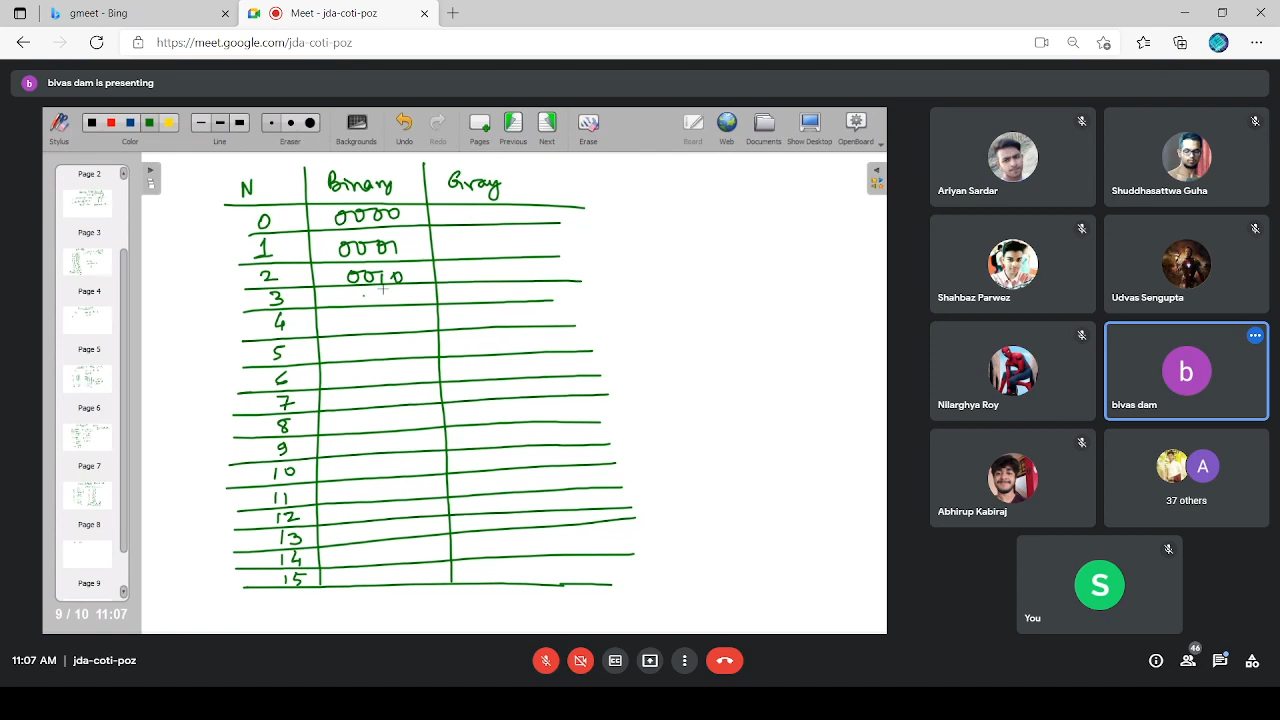 gmeet - Bing
Meet - jda-coti-poz
https://meet.google.com/jda-coti-poz
b bivas dam is presenting
Stylus Color Line Eraser Backgrounds Undo Redo Pages Previous Next Erase Board Web Documents Show Desktop OpenBoard
Page 2
Page 3
Page 4
Page 5
Page 6
Page 7
Page 8
Page 9
9 / 10 11:07
N Binary Gray
0 0000
1 0001
2 0010
3
4
5
6
7
8
9
10
11
12
13
14
15
Ariyan Sardar
Shuddhasattwa Guha
Shahbaz Parwez
Udvas Sengupta
Nilarghya Roy
b
bivas dam
Abhirup Kabiraj
A
37 others
S
You
11:07 AM | jda-coti-poz
46